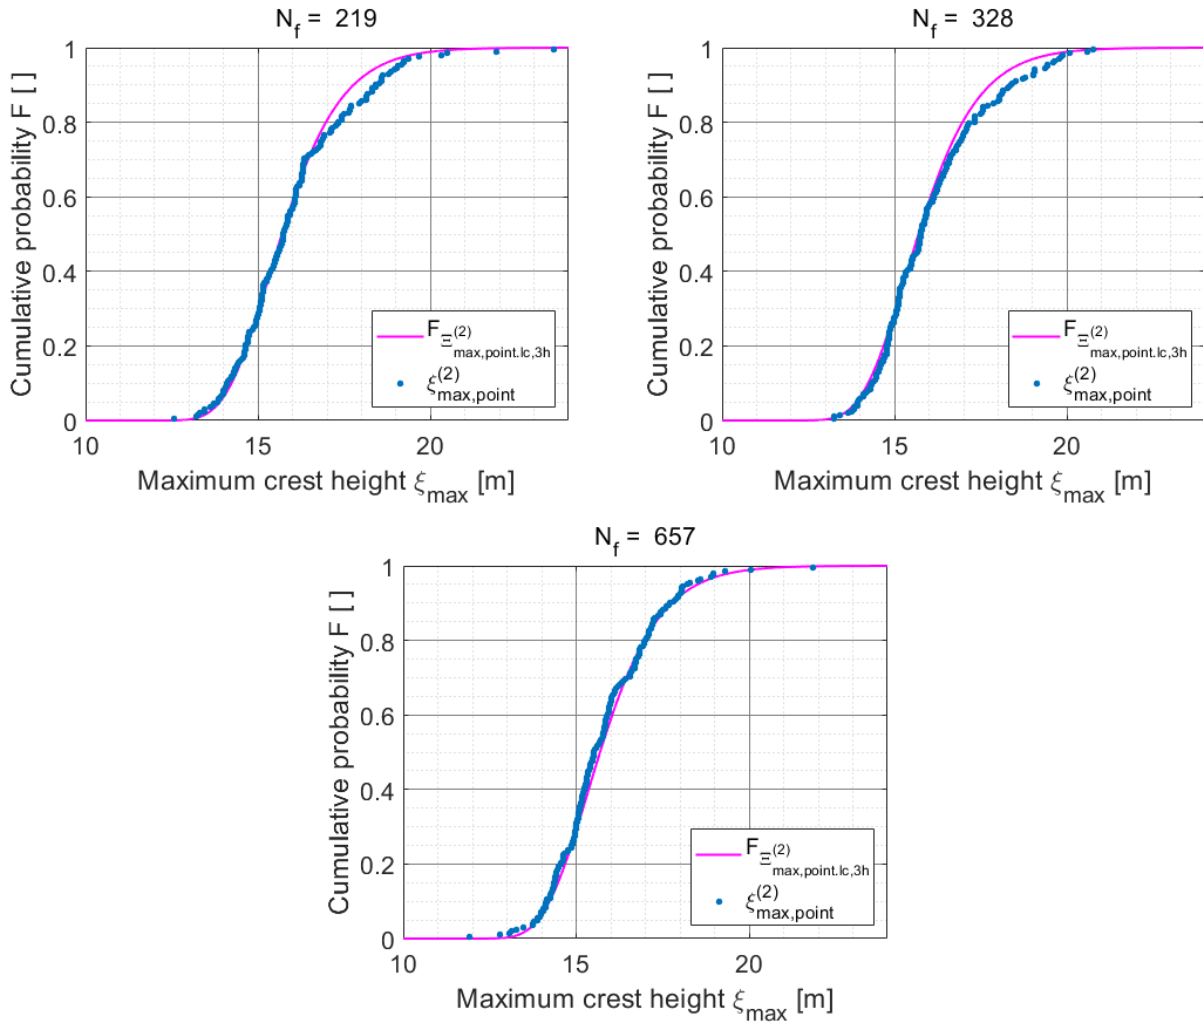 N_f = 219
1
0.8
0.6
0.4
0.2
0
Cumulative probability F [ ]
10
15
20
Maximum crest height ξ_max [m]
F_Ξ^(2)_max,point.lc,3h
ξ^(2)_max,point
N_f = 328
1
0.8
0.6
0.4
0.2
0
Cumulative probability F [ ]
10
15
20
Maximum crest height ξ_max [m]
F_Ξ^(2)_max,point.lc,3h
ξ^(2)_max,point
N_f = 657
1
0.8
0.6
0.4
0.2
0
Cumulative probability F [ ]
10
15
20
Maximum crest height ξ_max [m]
F_Ξ^(2)_max,point.lc,3h
ξ^(2)_max,point